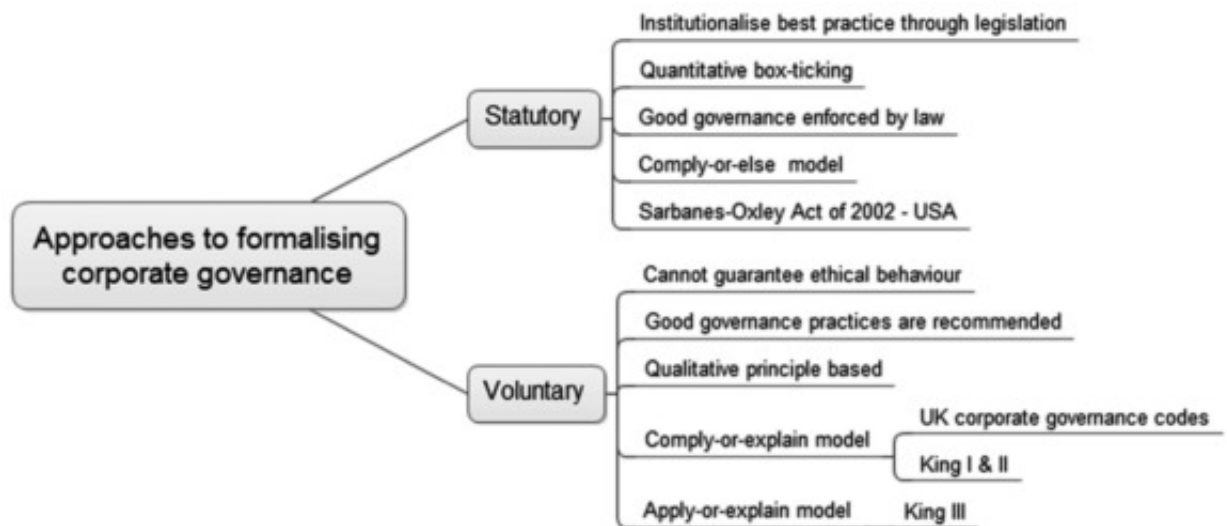 Approaches to formalising
corporate governance
Statutory
Institutionalise best practice through legislation
Quantitative box-ticking
Good governance enforced by law
Comply-or-else model
Sarbanes-Oxley Act of 2002 - USA
Voluntary
Cannot guarantee ethical behaviour
Good governance practices are recommended
Qualitative principle based
Comply-or-explain model
UK corporate governance codes
King I & II
Apply-or-explain model
King III